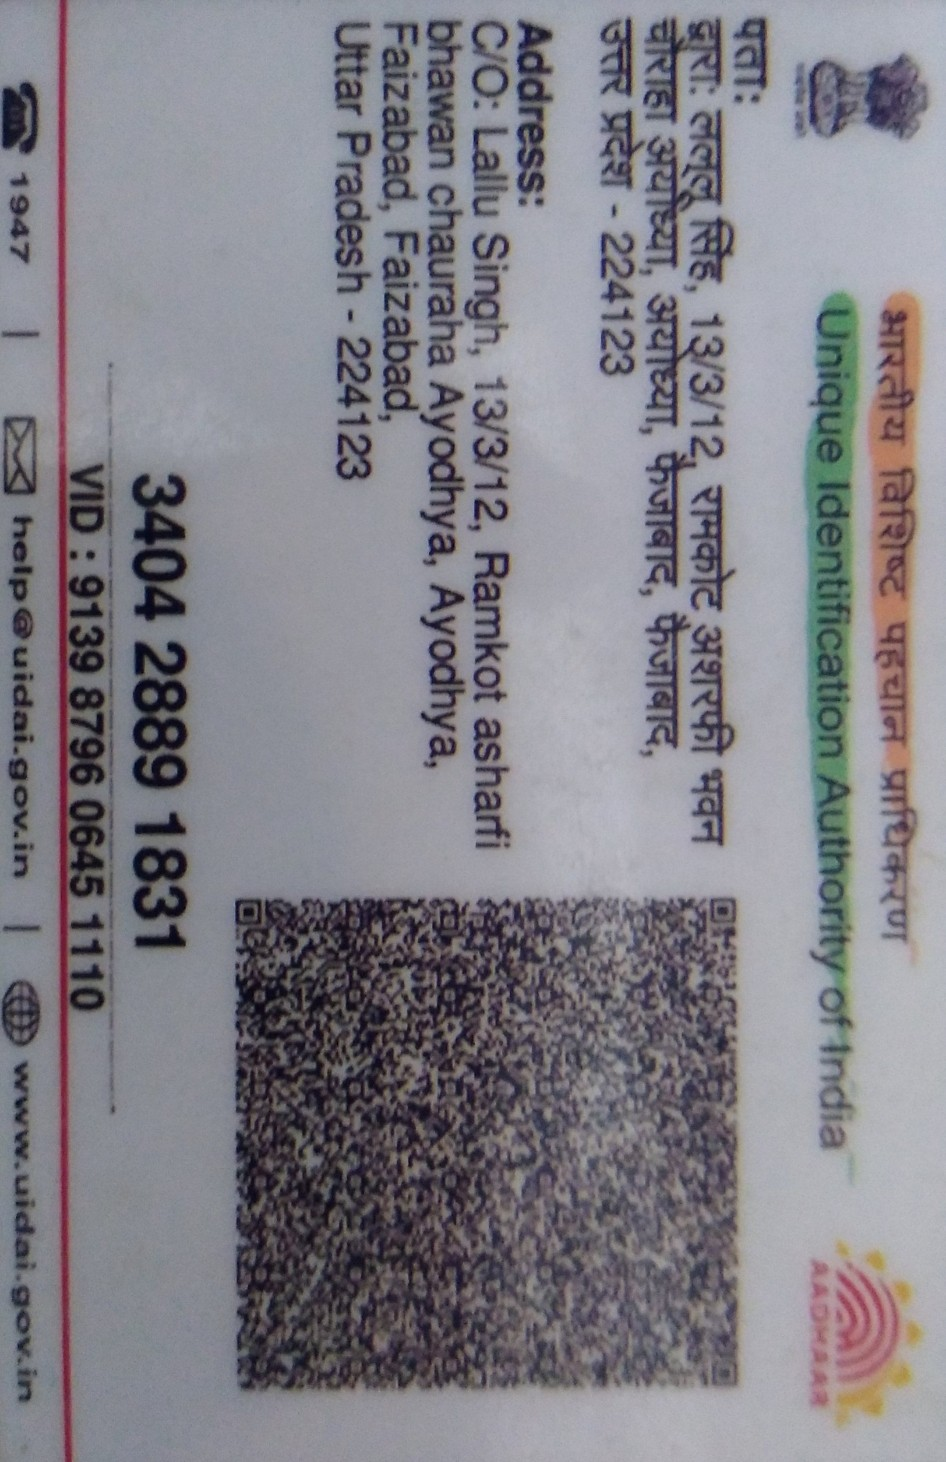 भारतीय विशिष्ट पहचान प्राधिकरण
Unique Identification Authority of India
AADHAAR
पता:
द्वारा: लल्लू सिंह, 13/3/12, रामकोट अशरफी भवन
चौराहा अयोध्या, अयोध्या, फैजाबाद, फैजाबाद,
उत्तर प्रदेश - 224123
Address:
C/O: Lallu Singh, 13/3/12, Ramkot asharfi
bhawan chauraha Ayodhya, Ayodhya,
Faizabad, Faizabad,
Uttar Pradesh - 224123
3404 2889 1831
VID : 9139 8796 0645 1110
1947 | help@uidai.gov.in | www.uidai.gov.in